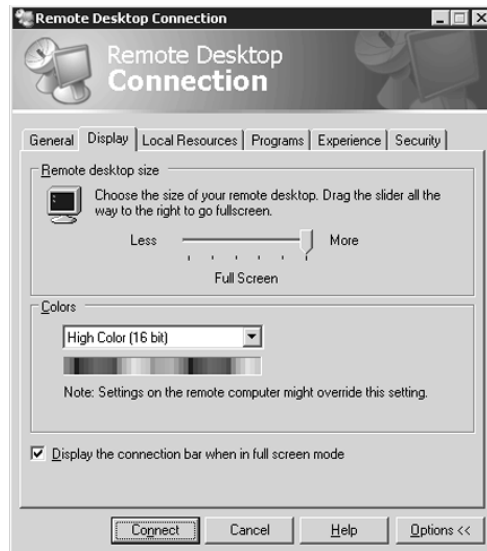 Remote Desktop Connection
Remote Desktop
Connection
General Display Local Resources Programs Experience Security
Remote desktop size
Choose the size of your remote desktop. Drag the slider all the
way to the right to go fullscreen.
Less More
Full Screen
Colors
High Color (16 bit)
Note: Settings on the remote computer might override this setting.
Display the connection bar when in full screen mode
Connect Cancel Help Options <<